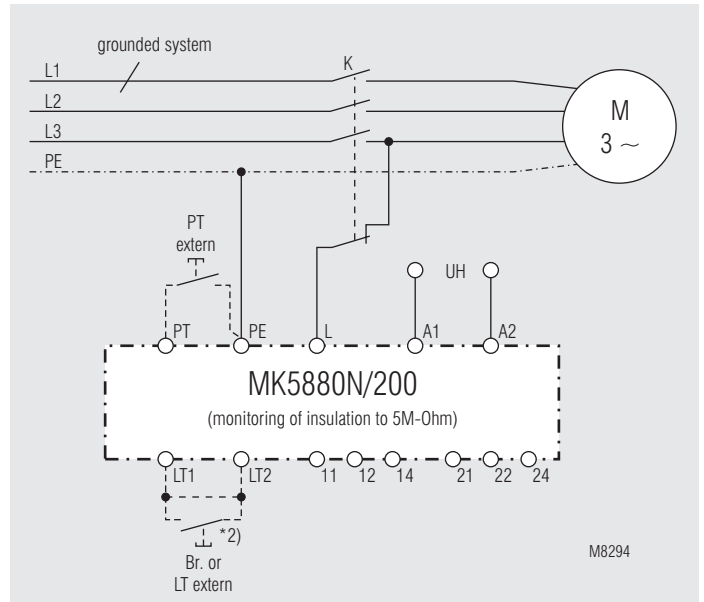 grounded system
L1
K
L2
M
3 ~
L3
PE
PT
extern
UH
PT
PE
L
A1
A2
MK5880N/200
(monitoring of insulation to 5M-Ohm)
LT1
LT2
11
12
14
21
22
24
*2)
Br. or
LT extern
M8294